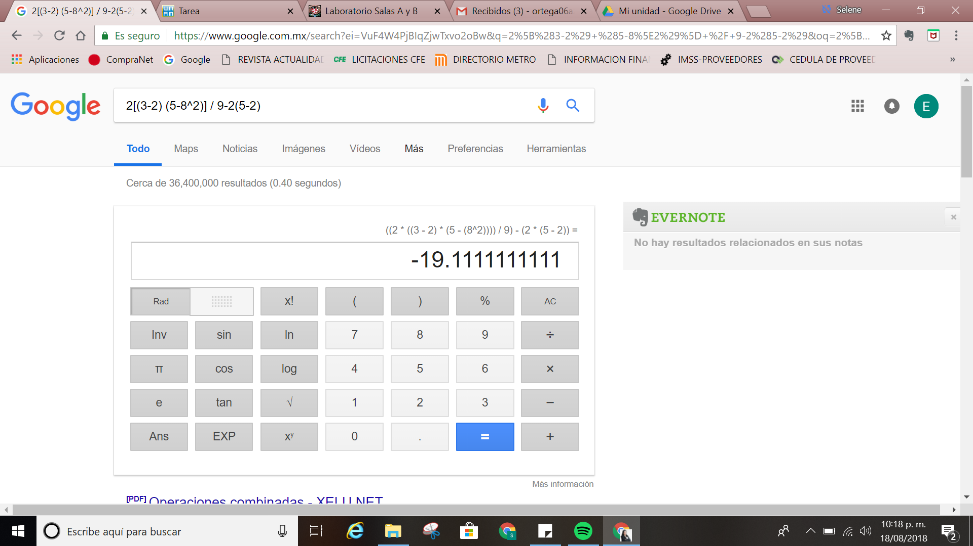 2[(3-2) (5-8^2)] / 9-2(5-2
Tarea
Laboratorio Salas A y B
Recibidos (3) - ortega06a
Mi unidad - Google Drive
Selene
Es seguro
https://www.google.com.mx/search?ei=VuF4W4PjBIqZjwTxvo2oBw&q=2%5B%283-2%29+%285-8%5E2%29%5D+%2F+9-2%285-2%29&oq=2%5B...
Aplicaciones
CompraNet
Google
REVISTA ACTUALIDAD
CFE LICITACIONES CFE
DIRECTORIO METRO
INFORMACION FINA
IMSS-PROVEEDORES
CEDULA DE PROVEE
»
Google
2[(3-2) (5-8^2)] / 9-2(5-2)
E
Todo
Maps
Noticias
Imágenes
Vídeos
Más
Preferencias
Herramientas
Cerca de 36,400,000 resultados (0.40 segundos)
((2 * ((3 - 2) * (5 - (8^2)))) / 9) - (2 * (5 - 2)) =
-19.1111111111
Rad x! ( ) % AC
Inv sin ln 7 8 9 ÷
π cos log 4 5 6 ×
e tan √ 1 2 3 −
Ans EXP xʸ 0 . = +
Más información
[PDF] Operaciones combinadas - XELU.NET
EVERNOTE
No hay resultados relacionados en sus notas
Escribe aquí para buscar
10:18 p. m.
18/08/2018
2